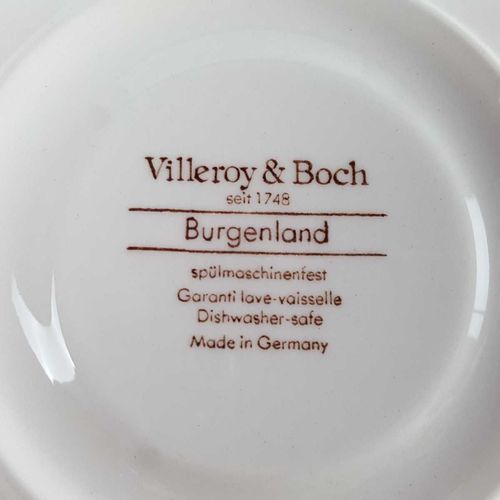 Villeroy & Boch
seit 1748
Burgenland
spülmaschinenfest
Garanti lave-vaisselle
Dishwasher-safe
Made in Germany